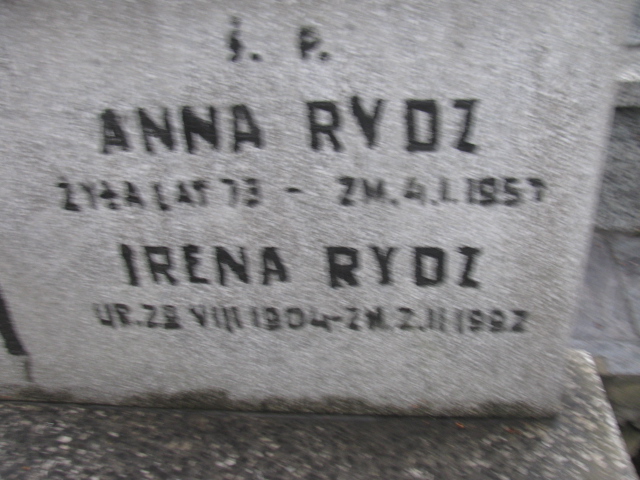 Ś. P.
ANNA RYDZ
ŻYŁA LAT 73 - ZM. 4.I.1957
IRENA RYDZ
UR. 28 VIII 1904-ZM. 2.II 1992